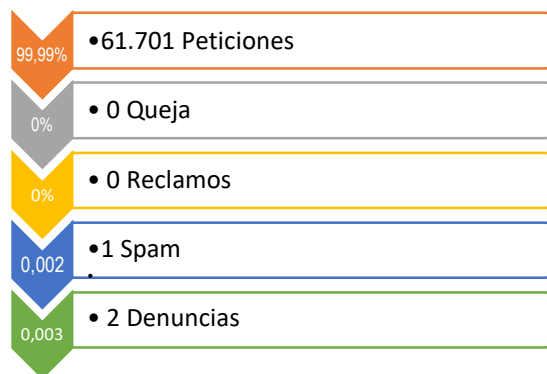 99,99%
•61.701 Peticiones
0%
• 0 Queja
0%
• 0 Reclamos
0,002
•1 Spam
•
0,003
• 2 Denuncias